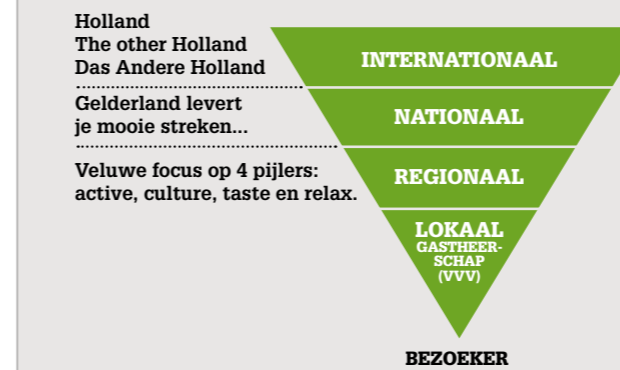 Holland
The other Holland
Das Andere Holland
INTERNATIONAAL
Gelderland levert
je mooie streken...
NATIONAAL
Veluwe focus op 4 pijlers:
active, culture, taste en relax.
REGIONAAL
LOKAAL
GASTHEER-
SCHAP
(VVV)
BEZOEKER